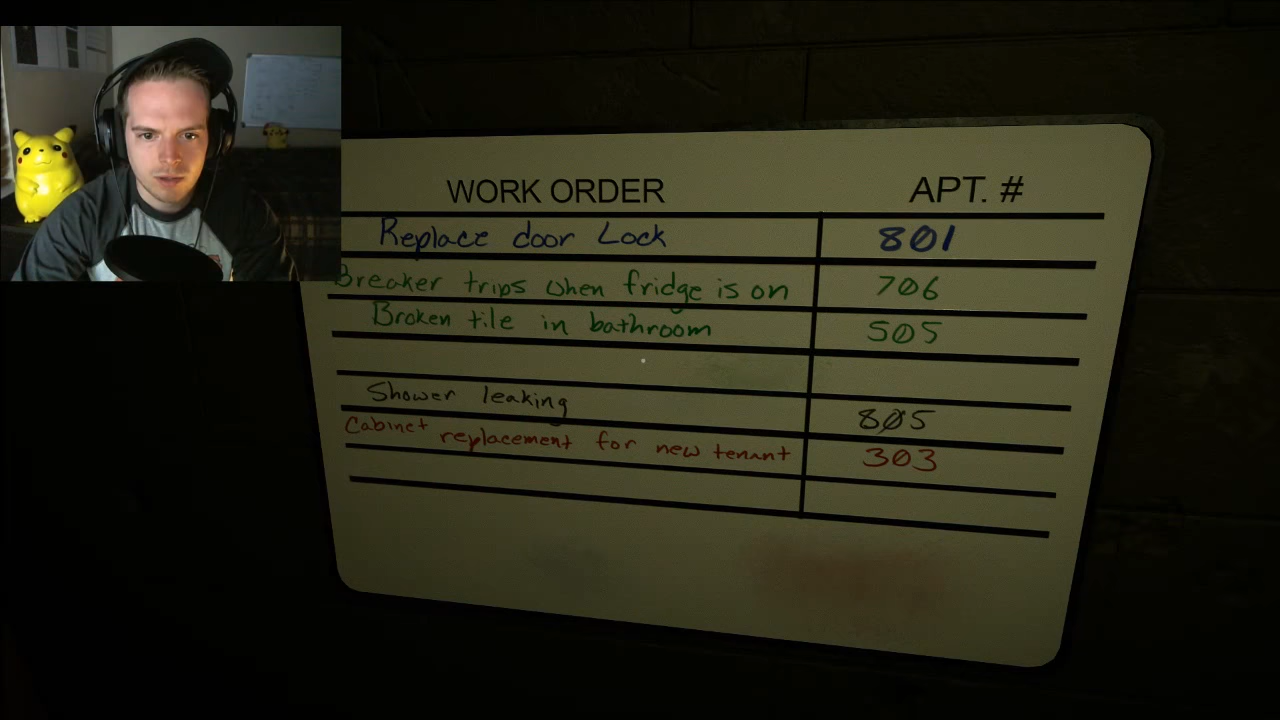 WORK ORDER APT. #
Replace door Lock 801
Breaker trips when fridge is on 706
Broken tile in bathroom 505
Shower leaking 805
Cabinet replacement for new tenant 303